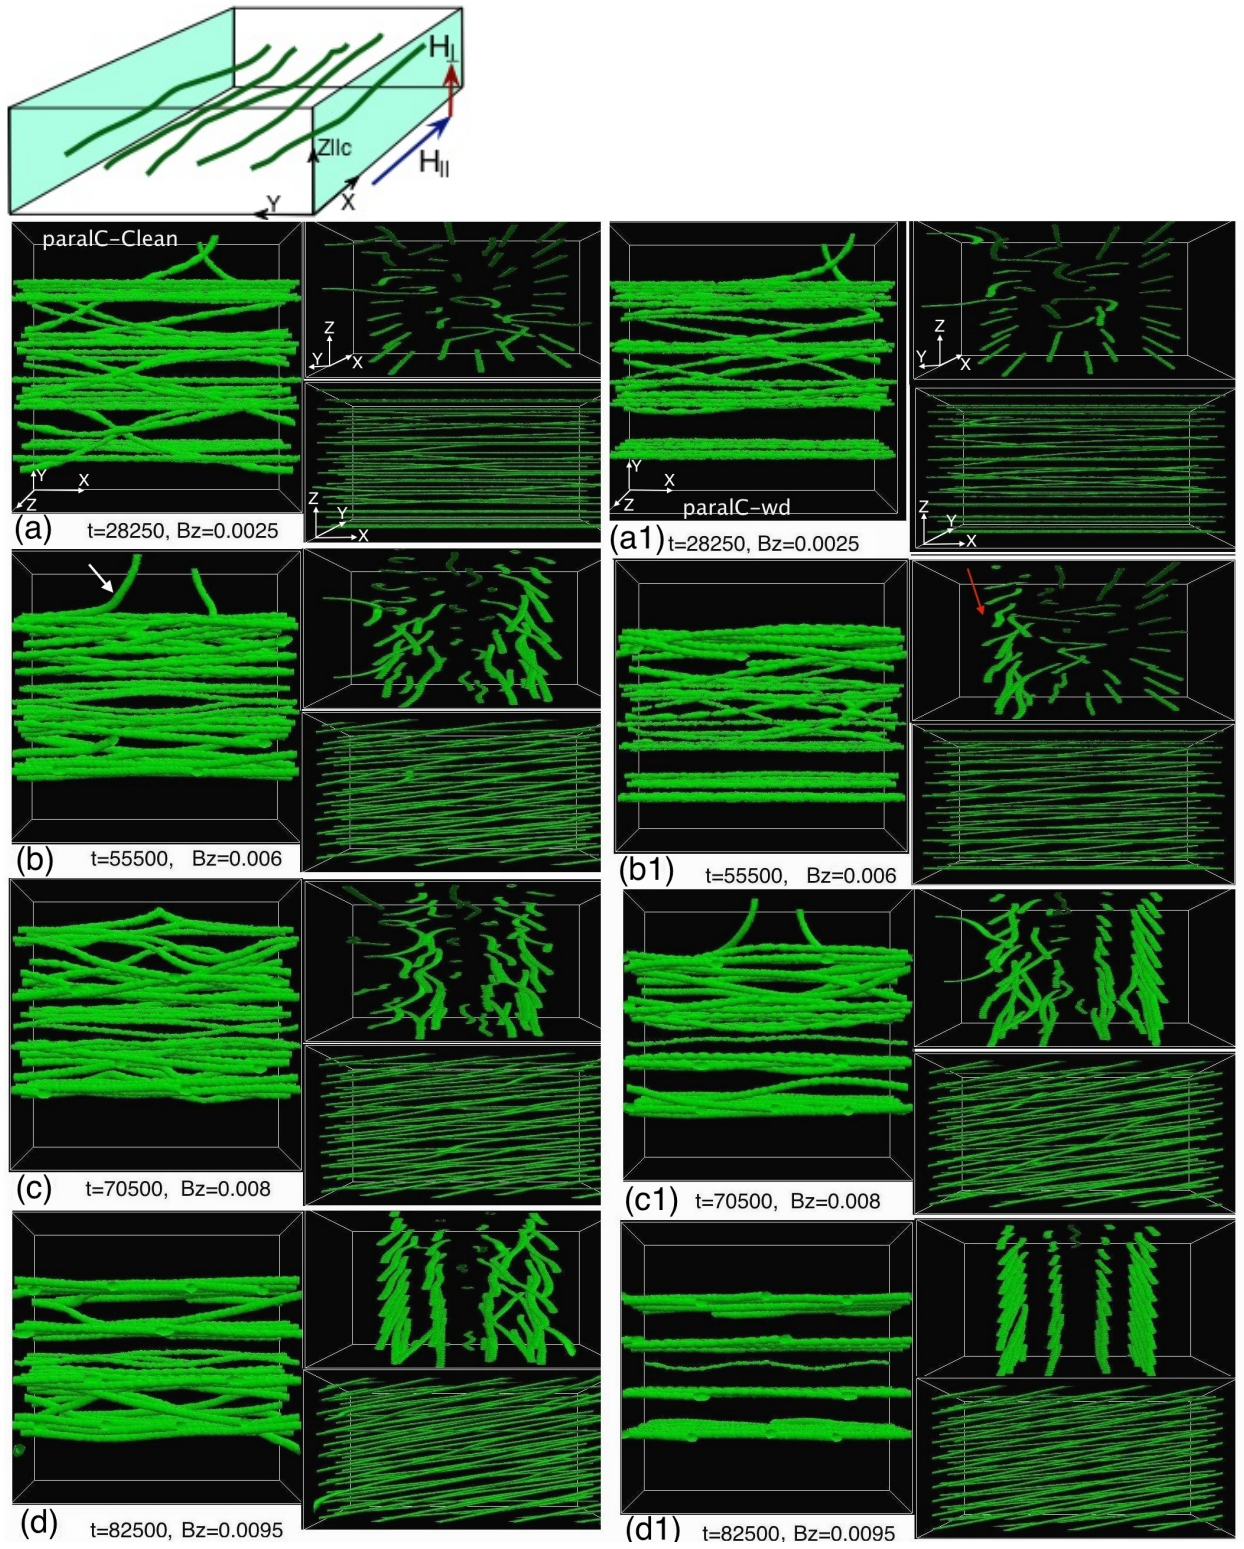 H⊥
Z||c
H||
Y
X
paralC-Clean
Z
Y
X
Y
X
Z
Z
Y
X
(a)
t=28250, Bz=0.0025
Z
Y
X
Y
X
Z
paralC-wd
Z
Y
X
(a1)
t=28250, Bz=0.0025
(b)
t=55500, Bz=0.006
(b1)
t=55500, Bz=0.006
(c)
t=70500, Bz=0.008
(c1)
t=70500, Bz=0.008
(d)
t=82500, Bz=0.0095
(d1)
t=82500, Bz=0.0095